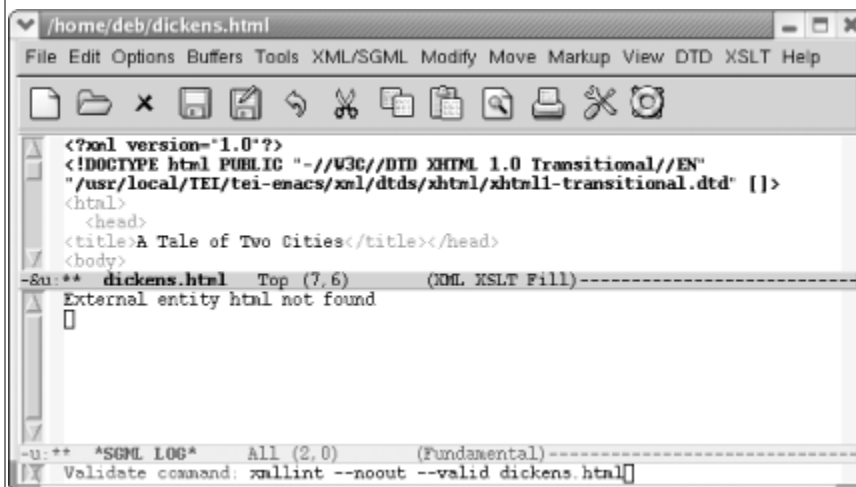 /home/deb/dickens.html
File Edit Options Buffers Tools XML/SGML Modify Move Markup View DTD XSLT Help
<?xml version="1.0"?>
<!DOCTYPE html PUBLIC "-//W3C//DTD XHTML 1.0 Transitional//EN"
"/usr/local/TEI/tei-emacs/xml/dtds/xhtml/xhtml1-transitional.dtd" []>
<html>
<head>
<title>A Tale of Two Cities</title></head>
<body>
-&u:** dickens.html Top (7,6) (XML XSLT Fill)---------------------------
External entity html not found
-u:** *SGML LOG* All (2,0) (Fundamental)------------------------------
Validate command: xmllint --noout --valid dickens.html